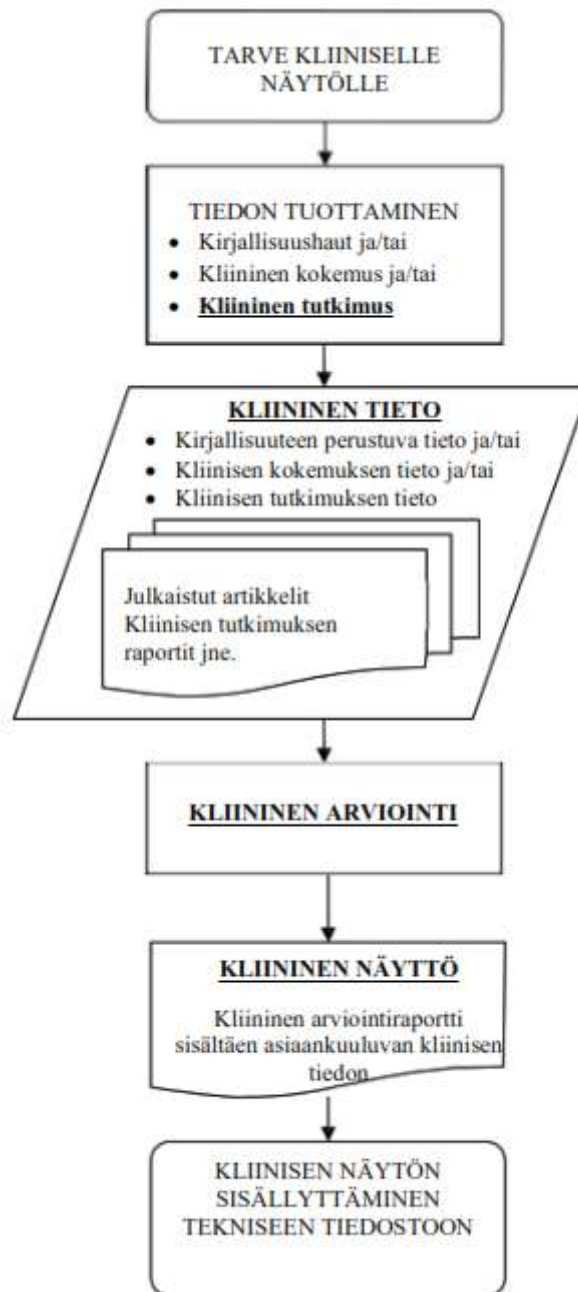 TARVE KLIINISELLE
NÄYTÖLLE
TIEDON TUOTTAMINEN
• Kirjallisuushaut ja/tai
• Kliininen kokemus ja/tai
• Kliininen tutkimus
KLIININEN TIETO
• Kirjallisuuteen perustuva tieto ja/tai
• Kliinisen kokemuksen tieto ja/tai
• Kliinisen tutkimuksen tieto
Julkaistut artikkelit
Kliinisen tutkimuksen
raportit jne.
KLIININEN ARVIOINTI
KLIININEN NÄYTTÖ
Kliininen arviointiraportti
sisältäen asiaankuuluvan kliinisen
tiedon
KLIINISEN NÄYTÖN
SISÄLLYTTÄMINEN
TEKNISEEN TIEDOSTOON